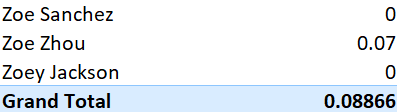 Zoe Sanchez 0
Zoe Zhou 0.07
Zoey Jackson 0
Grand Total 0.08866